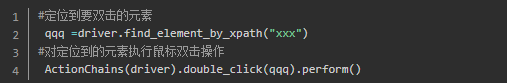 1 #定位到要双击的元素
2 qqq =driver.find_element_by_xpath("xxx")
3 #对定位到的元素执行鼠标双击操作
4 ActionChains(driver).double_click(qqq).perform()